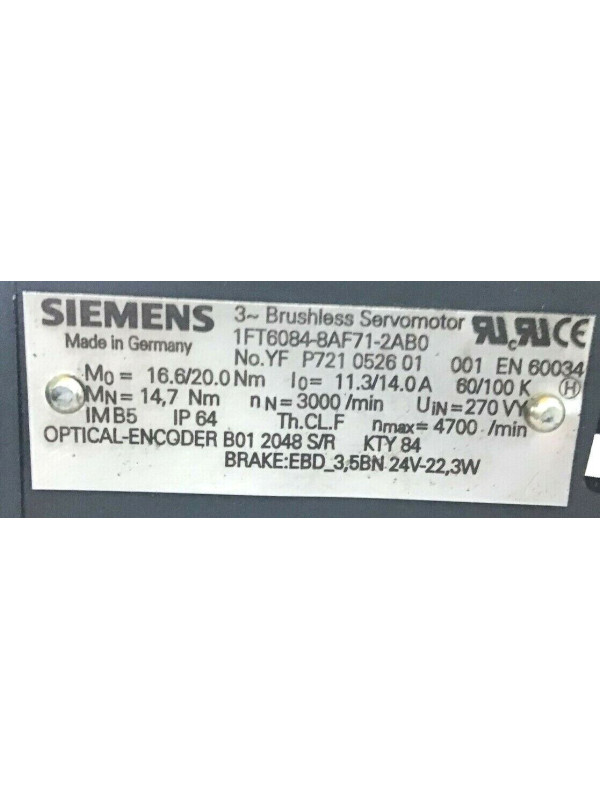 SIEMENS 3~ Brushless Servomotor
Made in Germany 1FT6084-8AF71-2AB0
No.YF P721 0526 01 001 EN 60034
M0 = 16.6/20.0 Nm I0= 11.3/14.0 A 60/100 K
MN = 14,7 Nm nN = 3000 /min UIN = 270 VY
IM B5 IP 64 Th.CL.F nmax= 4700 /min
OPTICAL-ENCODER B01 2048 S/R KTY 84
BRAKE:EBD_3,5BN 24V-22,3W
H